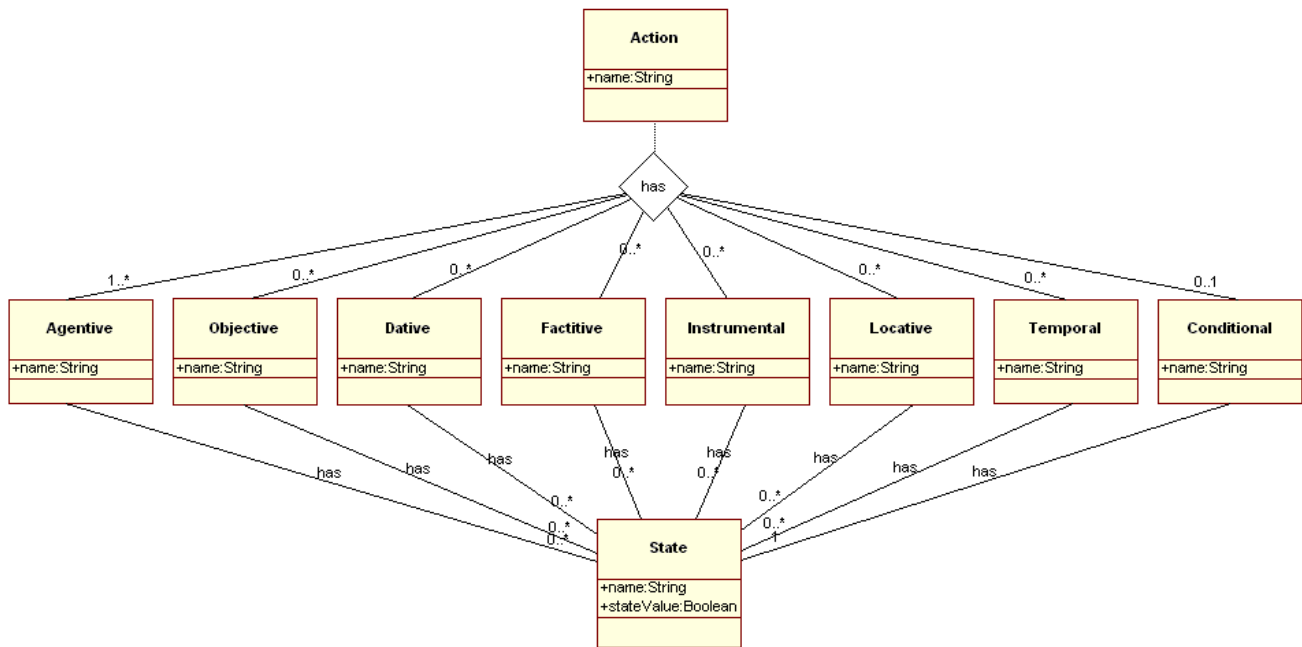 Action
+name:String
has
1..*
0..*
0..*
0..*
0..*
0..*
0..*
0..1
Agentive
+name:String
Objective
+name:String
Dative
+name:String
Factitive
+name:String
Instrumental
+name:String
Locative
+name:String
Temporal
+name:String
Conditional
+name:String
has
has
has
has
has
has
has
has
0..*
0..*
0..*
0..*
0..*
0..*
0..*
1
State
+name:String
+stateValue:Boolean